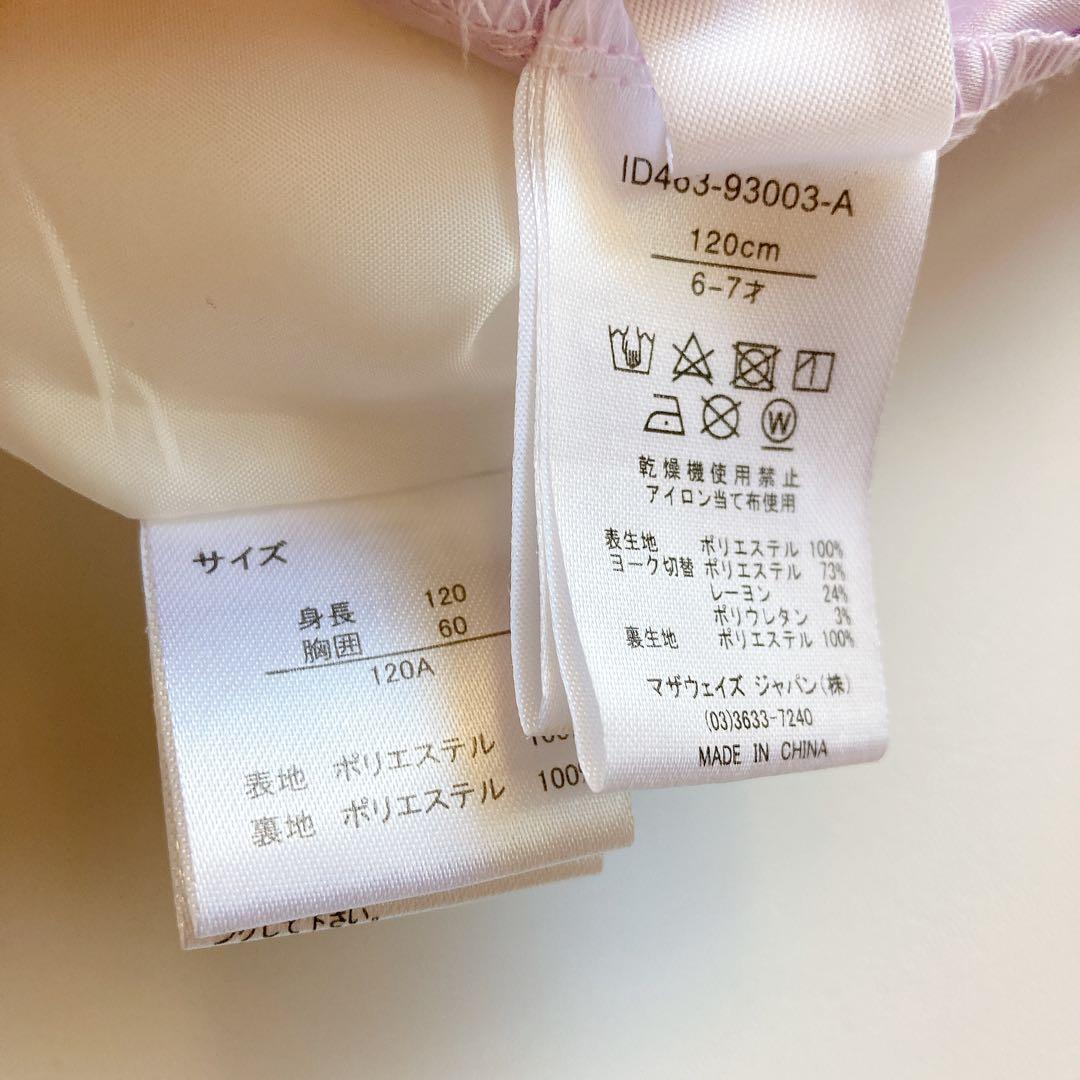 ID463-93003-A
120cm
6-7才
W
乾燥機使用禁止
アイロン当て布使用
表生地 ポリエステル 100%
ヨーク切替 ポリエステル 73%
レーヨン 24%
ポリウレタン 3%
裏生地 ポリエステル 100%
マザウェイズ ジャパン(株)
(03)3633-7240
MADE IN CHINA
サイズ
身長 120
胸囲 60
120A
表地 ポリエステル
裏地 ポリエステル 100%
して下さい。